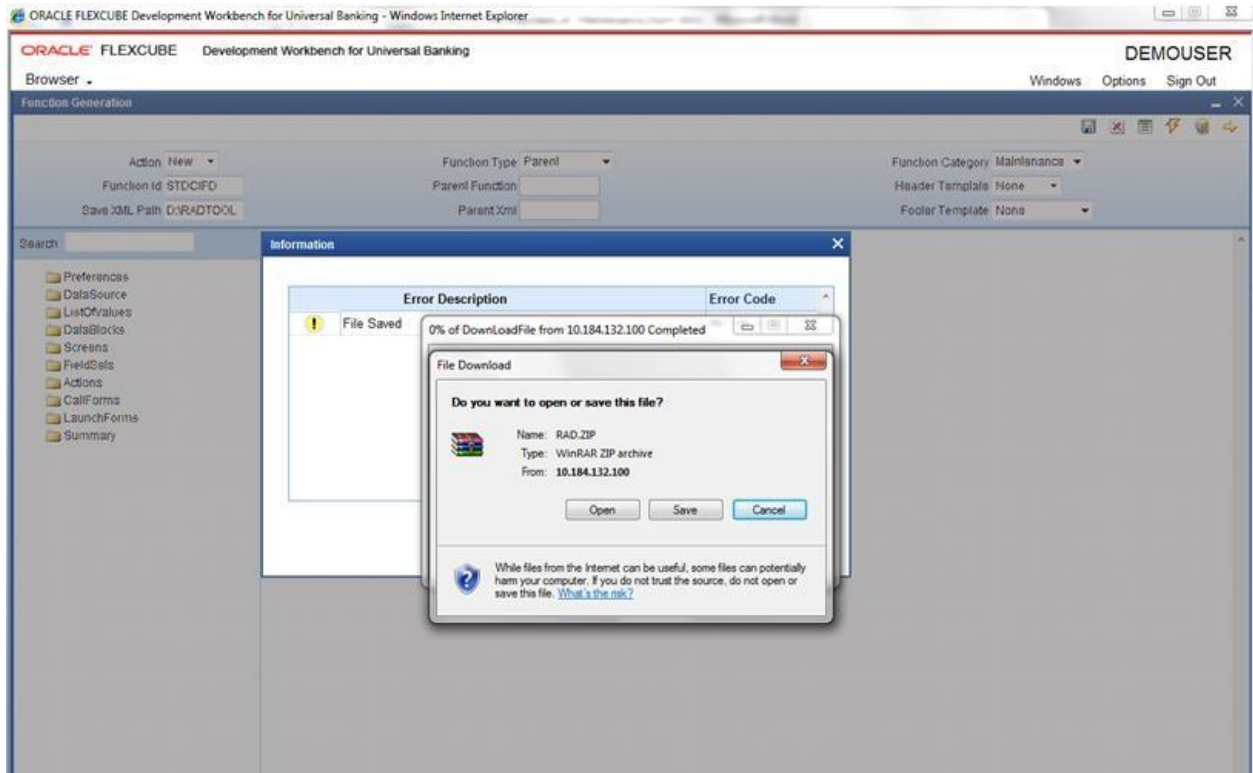 ORACLE FLEXCUBE Development Workbench for Universal Banking - Windows Internet Explorer
ORACLE FLEXCUBE Development Workbench for Universal Banking
DEMOUSER
Browser
Windows Options Sign Out
Function Generation
Action New Function Type Parent Function Category Maintenance
Function Id STDCIFD Parent Function Header Template None
Save XML Path D:\RADTOOL Parent Xml Footer Template None
Search
Preferences
DataSource
ListOfValues
DataBlocks
Screens
FieldSets
Actions
CallForms
LaunchForms
Summary
Information
Error Description Error Code
! File Saved
0% of DownLoadFile from 10.184.132.100 Completed
File Download
Do you want to open or save this file?
Name: RAD.ZIP
Type: WinRAR ZIP archive
From: 10.184.132.100
Open Save Cancel
While files from the Internet can be useful, some files can potentially
harm your computer. If you do not trust the source, do not open or
save this file. What's the risk?